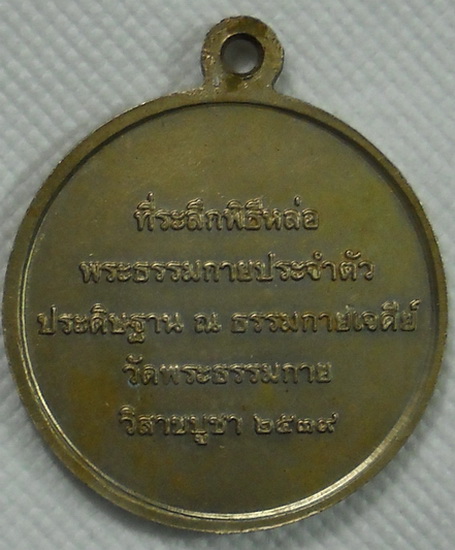 ที่ระลึกพิธีหล่อ
พระธรรมกายประจำตัว
ประดิษฐาน ณ ธรรมกายเจดีย์
วัดพระธรรมกาย
วิสาขบูชา ๒๕๓๙